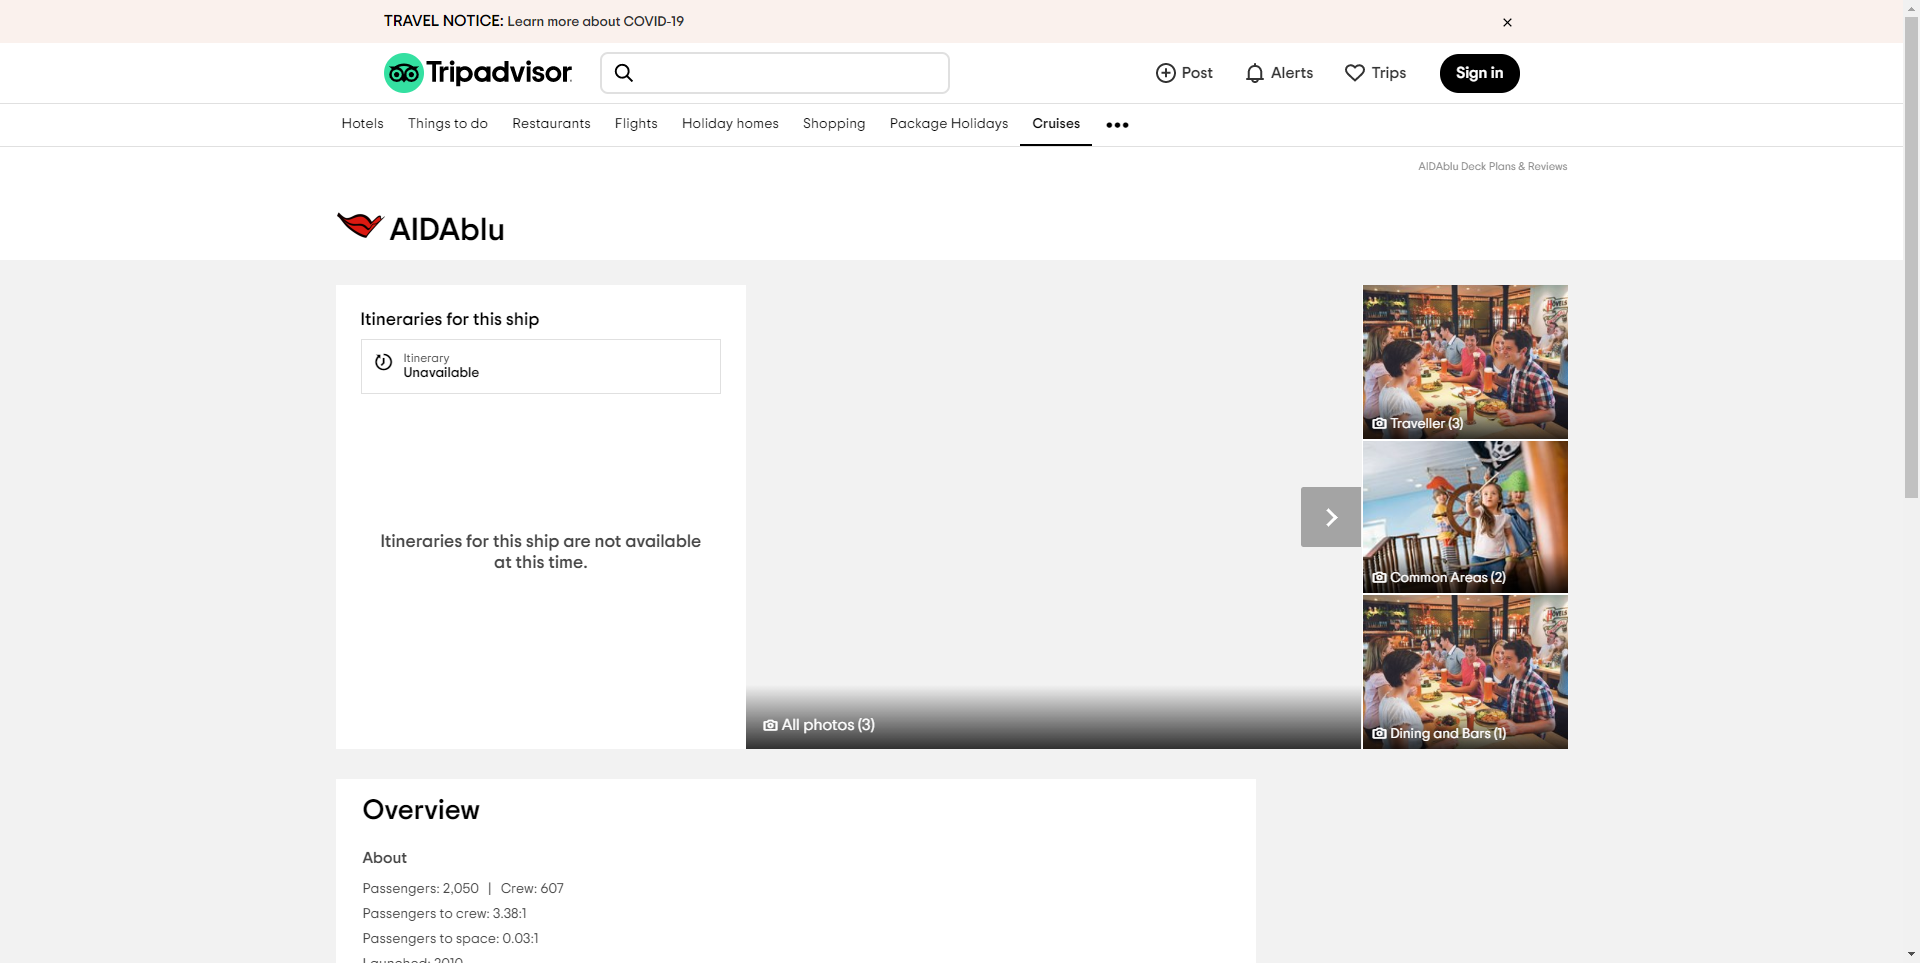 TRAVEL NOTICE: Learn more about COVID-19
Tripadvisor
Post
Alerts
Trips
Sign in
Hotels
Things to do
Restaurants
Flights
Holiday homes
Shopping
Package Holidays
Cruises
AIDAblu Deck Plans & Reviews
AIDAblu
Itineraries for this ship
Itinerary
Unavailable
Itineraries for this ship are not available
at this time.
All photos (3)
Traveller (3)
Common Areas (2)
Dining and Bars (1)
Overview
About
Passengers: 2,050 | Crew: 607
Passengers to crew: 3.38:1
Passengers to space: 0.03:1
Launched: 2010